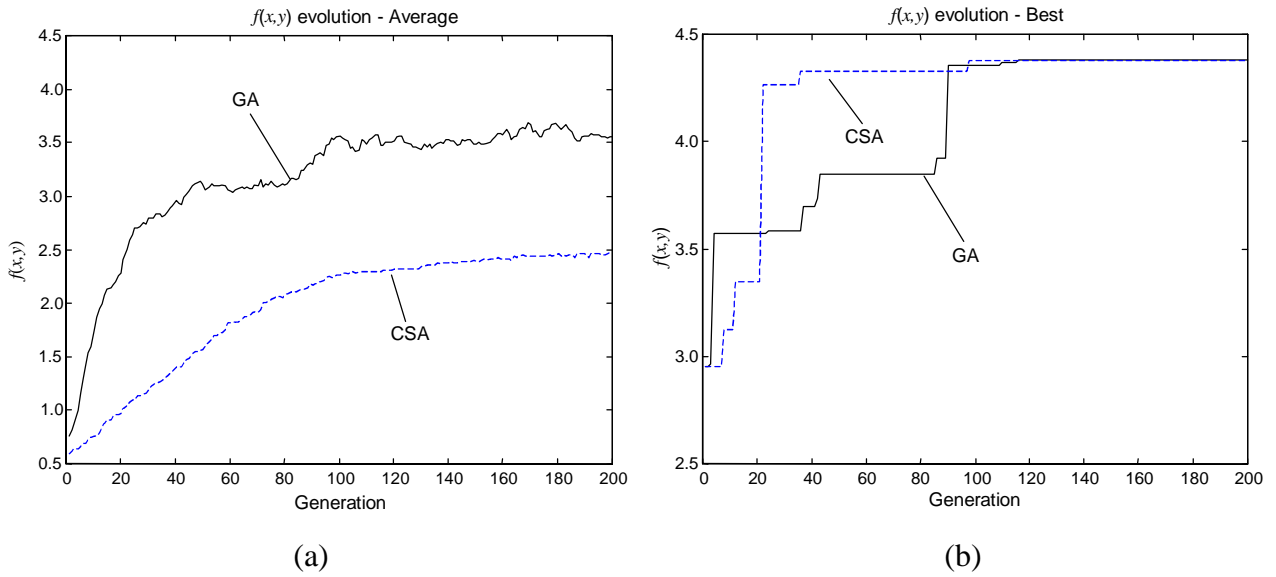 f(x,y) evolution - Average
4.5
4.0
3.5
3.0
2.5
2.0
1.5
1.0
0.5
f(x,y)
GA
CSA
0 20 40 60 80 100 120 140 160 180 200
Generation
(a)
f(x,y) evolution - Best
4.5
4.0
3.5
3.0
2.5
f(x,y)
CSA
GA
0 20 40 60 80 100 120 140 160 180 200
Generation
(b)